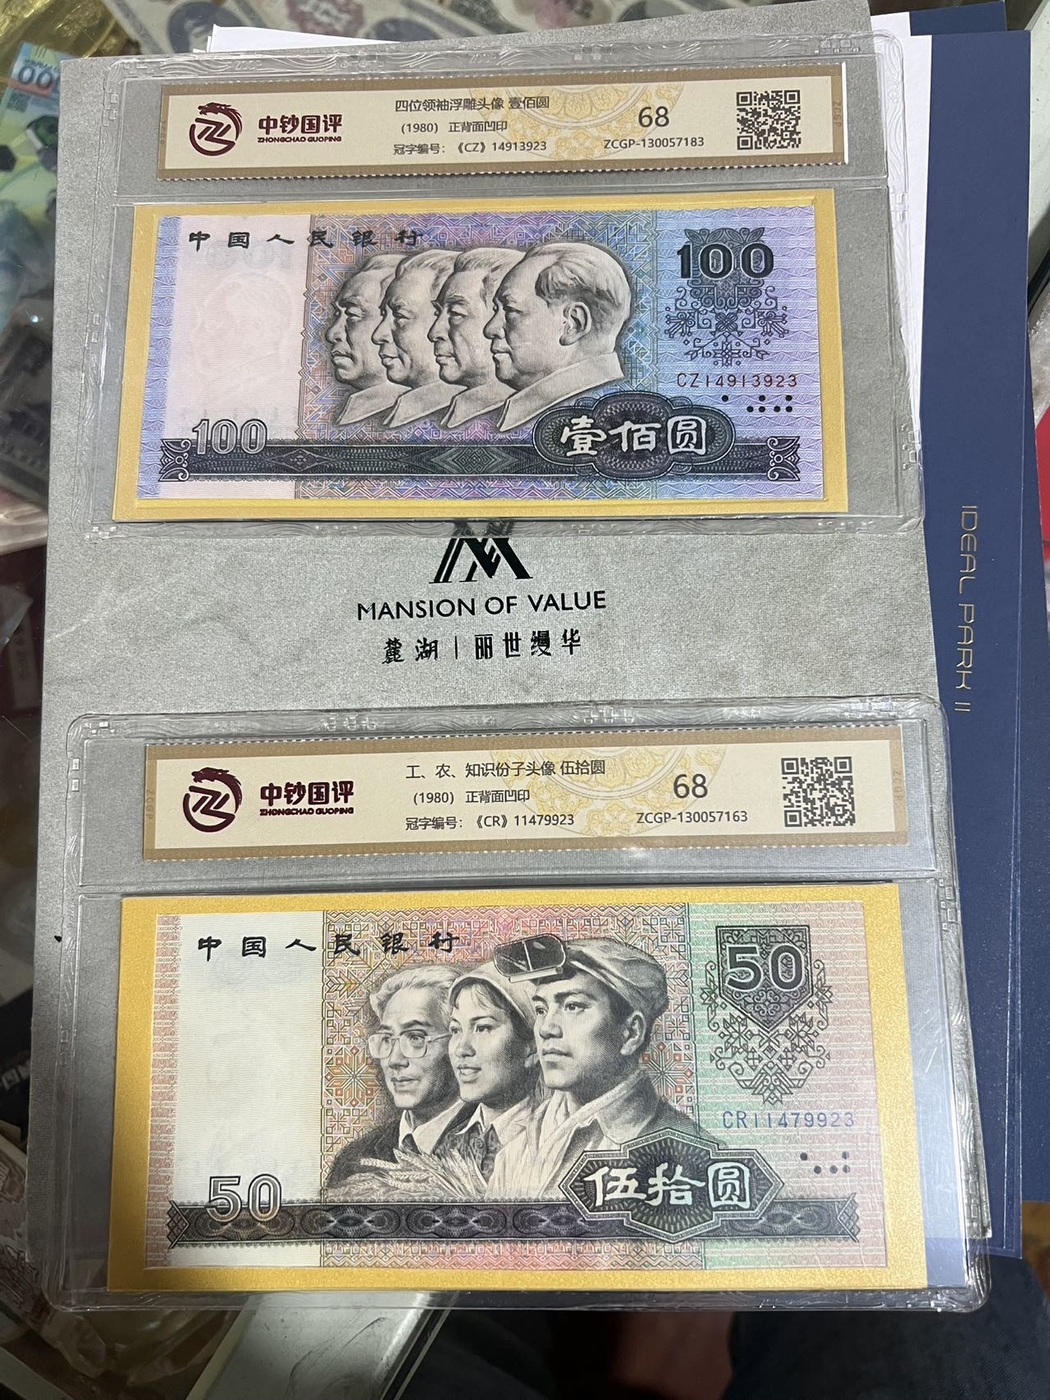 中钞国评
ZHONGCHAO GUOPING
四位领袖浮雕头像 壹佰圆
（1980） 正背面凹印
冠字编号：《CZ》14913923
68
ZCGP-130057183
中国人民银行
100
CZ14913923
100
壹佰圆
MANSION OF VALUE
麓湖|丽世缦华
IDEAL PARK II
中钞国评
ZHONGCHAO GUOPING
工、农、知识份子头像 伍拾圆
（1980） 正背面凹印
冠字编号：《CR》11479923
68
ZCGP-130057163
中国人民银行
50
CR11479923
50
伍拾圆